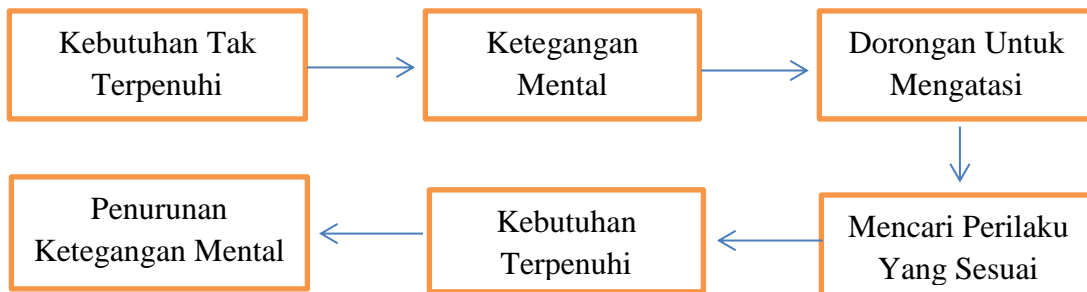 Kebutuhan Tak
Terpenuhi
Ketegangan
Mental
Dorongan Untuk
Mengatasi
Mencari Perilaku
Yang Sesuai
Kebutuhan
Terpenuhi
Penurunan
Ketegangan Mental